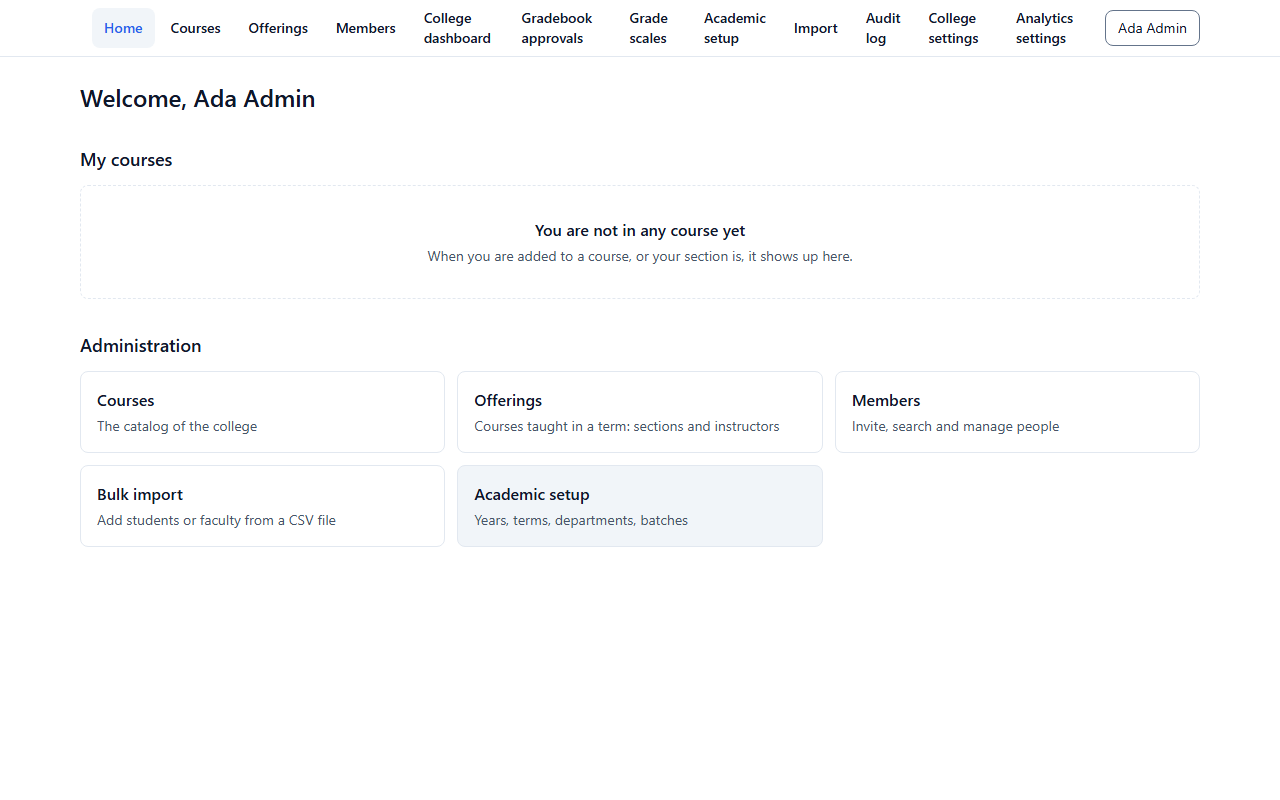 Home
Courses
Offerings
Members
College dashboard
Gradebook approvals
Grade scales
Academic setup
Import
Audit log
College settings
Analytics settings
Ada Admin
Welcome, Ada Admin
My courses
You are not in any course yet
When you are added to a course, or your section is, it shows up here.
Administration
Courses
The catalog of the college
Offerings
Courses taught in a term: sections and instructors
Members
Invite, search and manage people
Bulk import
Add students or faculty from a CSV file
Academic setup
Years, terms, departments, batches